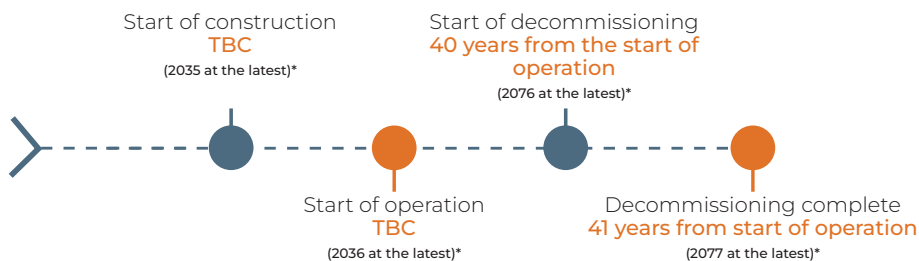 Start of construction
TBC
(2035 at the latest)*
Start of decommissioning
40 years from the start of
operation
(2076 at the latest)*
Start of operation
TBC
(2036 at the latest)*
Decommissioning complete
41 years from start of operation
(2077 at the latest)*